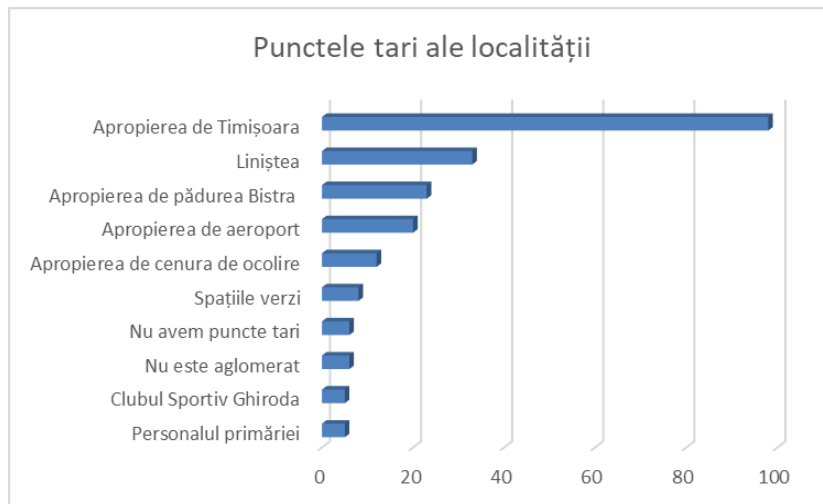 Punctele tari ale localității
Apropierea de Timișoara
Liniștea
Apropierea de pădurea Bistra
Apropierea de aeroport
Apropierea de cenura de ocolire
Spațiile verzi
Nu avem puncte tari
Nu este aglomerat
Clubul Sportiv Ghiroda
Personalul primăriei
0 20 40 60 80 100